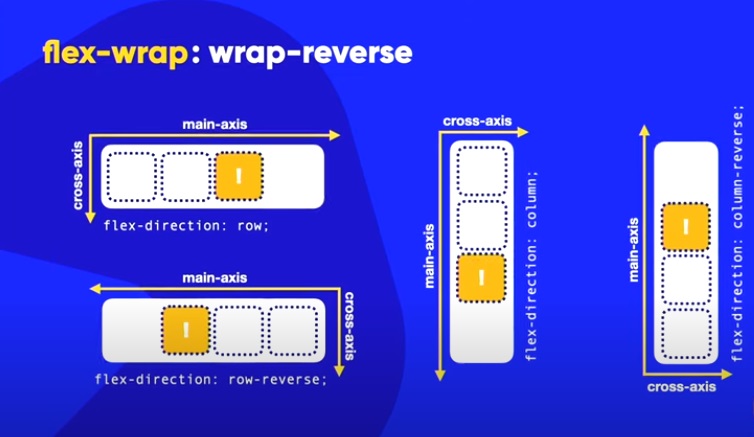 flex-wrap: wrap-reverse
main-axis
cross-axis
!
flex-direction: row;
main-axis
cross-axis
!
flex-direction: row-reverse;
cross-axis
main-axis
!
flex-direction: column;
main-axis
!
flex-direction: column-reverse;
cross-axis